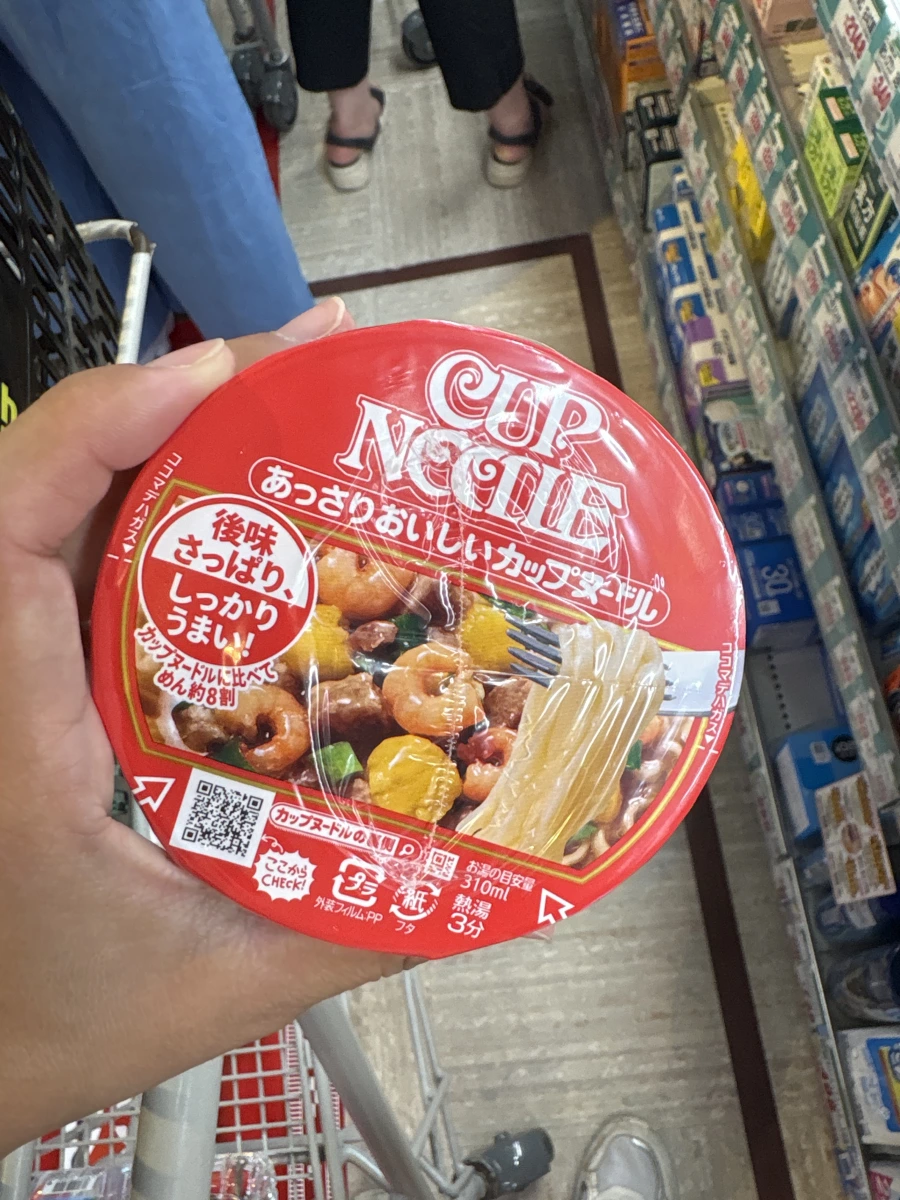 CUP
NOODLE
あっさりおいしいカップヌードル
ココマデハガス
後味
さっぱり、
しっかり
うまい!
カップヌードルに比べて
めん約8割
ココマデハガス
カップヌードルの裏側
ここから
CHECK!
プラ
外装フィルム:PP
紙
フタ
お湯の目安量
310ml
熱湯
3分
30